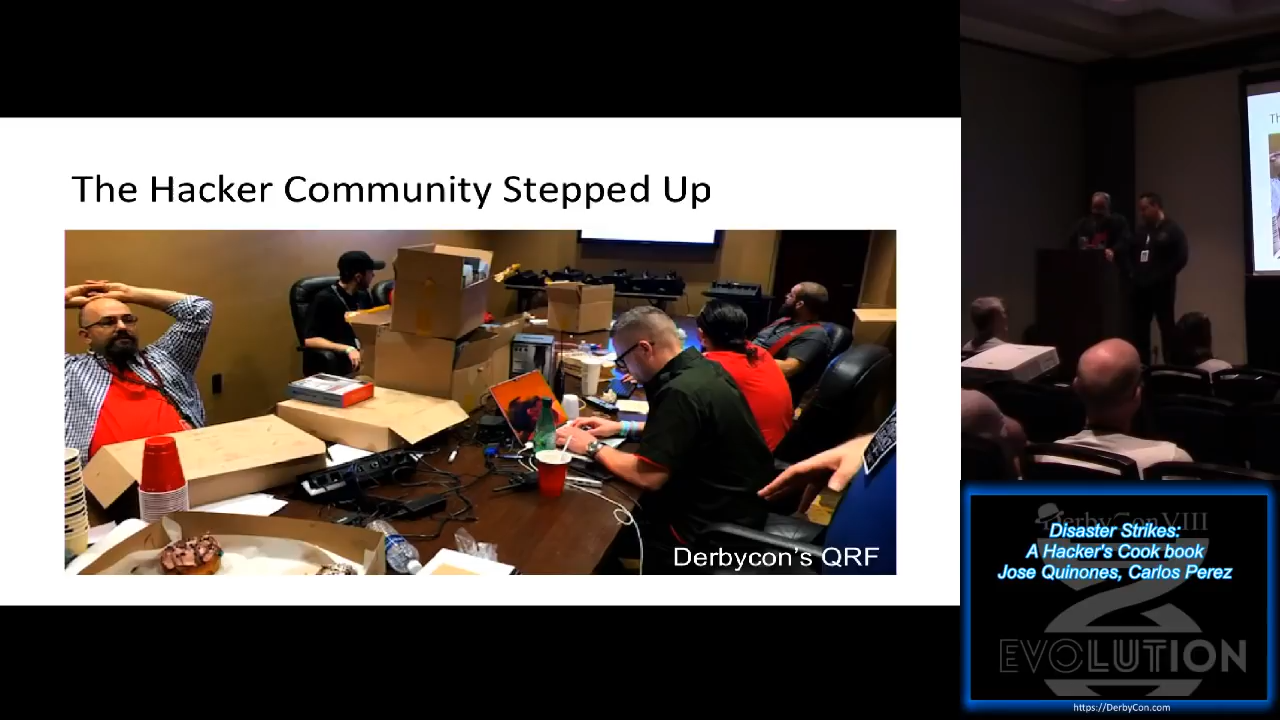 The Hacker Community Stepped Up
Derbycon's QRF
Th
DerbyCon VIII
Disaster Strikes:
A Hacker's Cook book
Jose Quinones, Carlos Perez
EVOLUTION
https://DerbyCon.com